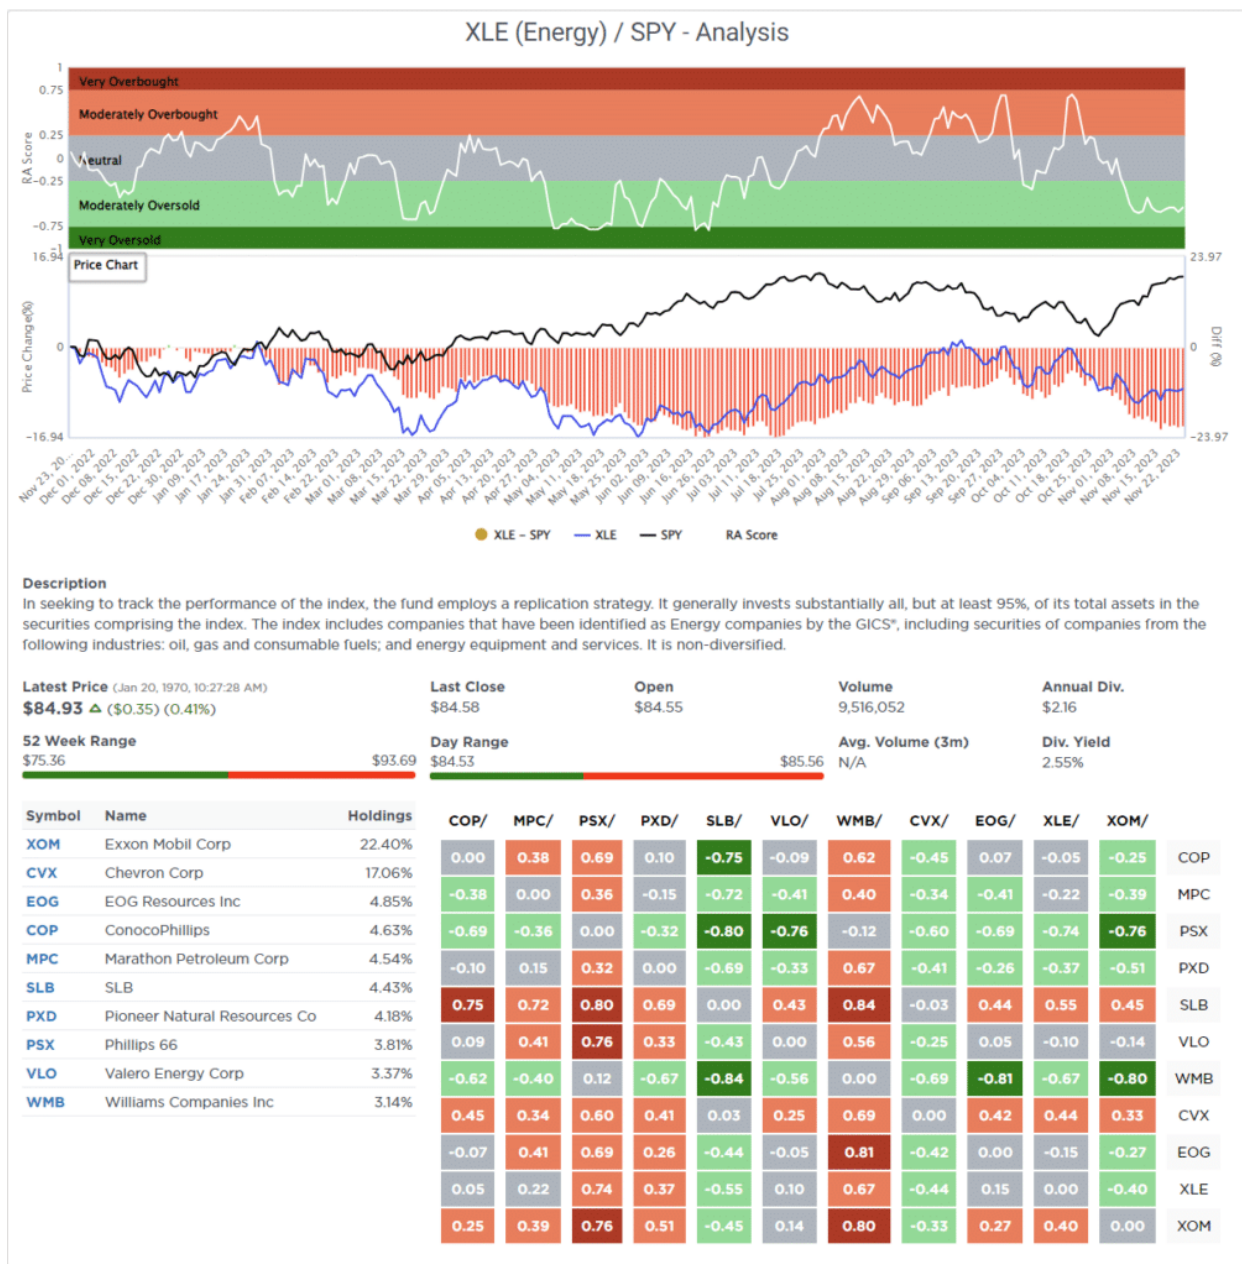 XLE (Energy) / SPY - Analysis
1
Very Overbought
0.75
Moderately Overbought
0.25
RA Score
0
Neutral
-0.25
Moderately Oversold
-0.75
Very Oversold
-1
16.94
23.97
Price Chart
Price Change(%)
0
0
Diff (%)
-16.94
-23.97
Nov 23, 20...
Dec 01, 2022
Dec 08, 2022
Dec 15, 2022
Dec 22, 2022
Dec 30, 2022
Jan 09, 2023
Jan 17, 2023
Jan 24, 2023
Jan 31, 2023
Feb 07, 2023
Feb 14, 2023
Feb 22, 2023
Mar 01, 2023
Mar 08, 2023
Mar 15, 2023
Mar 22, 2023
Mar 29, 2023
Apr 05, 2023
Apr 13, 2023
Apr 20, 2023
Apr 27, 2023
May 04, 2023
May 11, 2023
May 18, 2023
May 25, 2023
Jun 02, 2023
Jun 09, 2023
Jun 16, 2023
Jun 26, 2023
Jul 03, 2023
Jul 11, 2023
Jul 18, 2023
Jul 25, 2023
Aug 01, 2023
Aug 08, 2023
Aug 15, 2023
Aug 22, 2023
Aug 29, 2023
Sep 06, 2023
Sep 13, 2023
Sep 20, 2023
Sep 27, 2023
Oct 04, 2023
Oct 11, 2023
Oct 18, 2023
Oct 25, 2023
Nov 01, 2023
Nov 08, 2023
Nov 15, 2023
Nov 22, 2023
XLE - SPY XLE SPY RA Score
Description
In seeking to track the performance of the index, the fund employs a replication strategy. It generally invests substantially all, but at least 95%, of its total assets in the
securities comprising the index. The index includes companies that have been identified as Energy companies by the GICS®, including securities of companies from the
following industries: oil, gas and consumable fuels; and energy equipment and services. It is non-diversified.
Latest Price (Jan 20, 1970, 10:27:28 AM) Last Close Open Volume Annual Div.
$84.93 ($0.35) (0.41%) $84.58 $84.55 9,516,052 $2.16
52 Week Range Day Range Avg. Volume (3m) Div. Yield
$75.36 $93.69 $84.53 $85.56 N/A 2.55%
Symbol Name Holdings
XOM Exxon Mobil Corp 22.40%
CVX Chevron Corp 17.06%
EOG EOG Resources Inc 4.85%
COP ConocoPhillips 4.63%
MPC Marathon Petroleum Corp 4.54%
SLB SLB 4.43%
PXD Pioneer Natural Resources Co 4.18%
PSX Phillips 66 3.81%
VLO Valero Energy Corp 3.37%
WMB Williams Companies Inc 3.14%
COP/ MPC/ PSX/ PXD/ SLB/ VLO/ WMB/ CVX/ EOG/ XLE/ XOM/
0.00 0.38 0.69 0.10 -0.75 -0.09 0.62 -0.45 0.07 -0.05 -0.25 COP
-0.38 0.00 0.36 -0.15 -0.72 -0.41 0.40 -0.34 -0.41 -0.22 -0.39 MPC
-0.69 -0.36 0.00 -0.32 -0.80 -0.76 -0.12 -0.60 -0.69 -0.74 -0.76 PSX
-0.10 0.15 0.32 0.00 -0.69 -0.33 0.67 -0.41 -0.26 -0.37 -0.51 PXD
0.75 0.72 0.80 0.69 0.00 0.43 0.84 -0.03 0.44 0.55 0.45 SLB
0.09 0.41 0.76 0.33 -0.43 0.00 0.56 -0.25 0.05 -0.10 -0.14 VLO
-0.62 -0.40 0.12 -0.67 -0.84 -0.56 0.00 -0.69 -0.81 -0.67 -0.80 WMB
0.45 0.34 0.60 0.41 0.03 0.25 0.69 0.00 0.42 0.44 0.33 CVX
-0.07 0.41 0.69 0.26 -0.44 -0.05 0.81 -0.42 0.00 -0.15 -0.27 EOG
0.05 0.22 0.74 0.37 -0.55 0.10 0.67 -0.44 0.15 0.00 -0.40 XLE
0.25 0.39 0.76 0.51 -0.45 0.14 0.80 -0.33 0.27 0.40 0.00 XOM